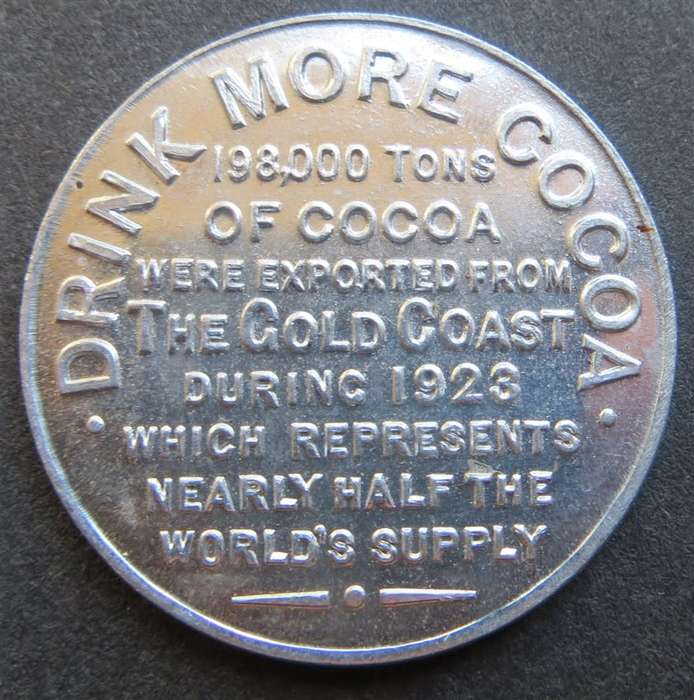 · DRINK MORE COCOA ·
198,000 TONS
OF COCOA
WERE EXPORTED FROM
THE GOLD COAST
DURING 1923
WHICH REPRESENTS
NEARLY HALF THE
WORLD'S SUPPLY